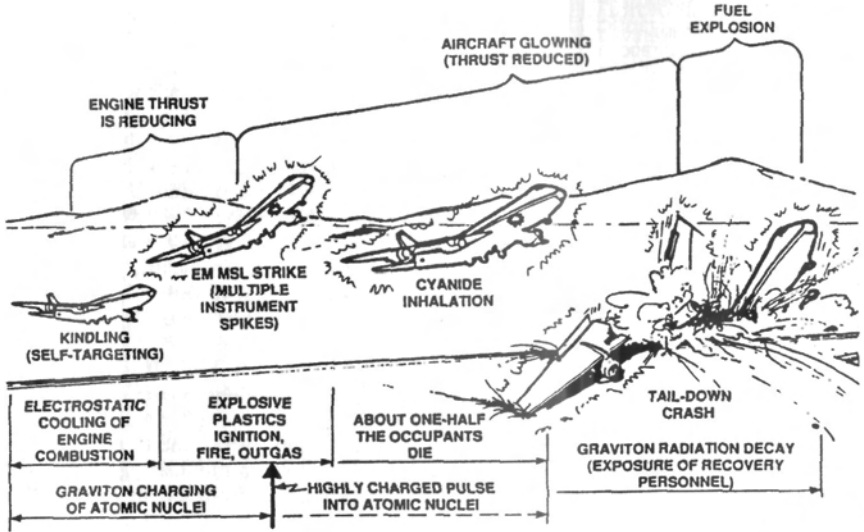 FUEL
EXPLOSION
AIRCRAFT GLOWING
(THRUST REDUCED)
ENGINE THRUST
IS REDUCING
EM MSL STRIKE
(MULTIPLE
INSTRUMENT
SPIKES)
CYANIDE
INHALATION
KINDLING
(SELF-TARGETING)
TAIL-DOWN
CRASH
ELECTROSTATIC
COOLING OF
ENGINE
COMBUSTION
EXPLOSIVE
PLASTICS
IGNITION,
FIRE, OUTGAS
ABOUT ONE-HALF
THE OCCUPANTS
DIE
GRAVITON RADIATION DECAY
(EXPOSURE OF RECOVERY
PERSONNEL)
GRAVITON CHARGING
OF ATOMIC NUCLEI
HIGHLY CHARGED PULSE
INTO ATOMIC NUCLEI